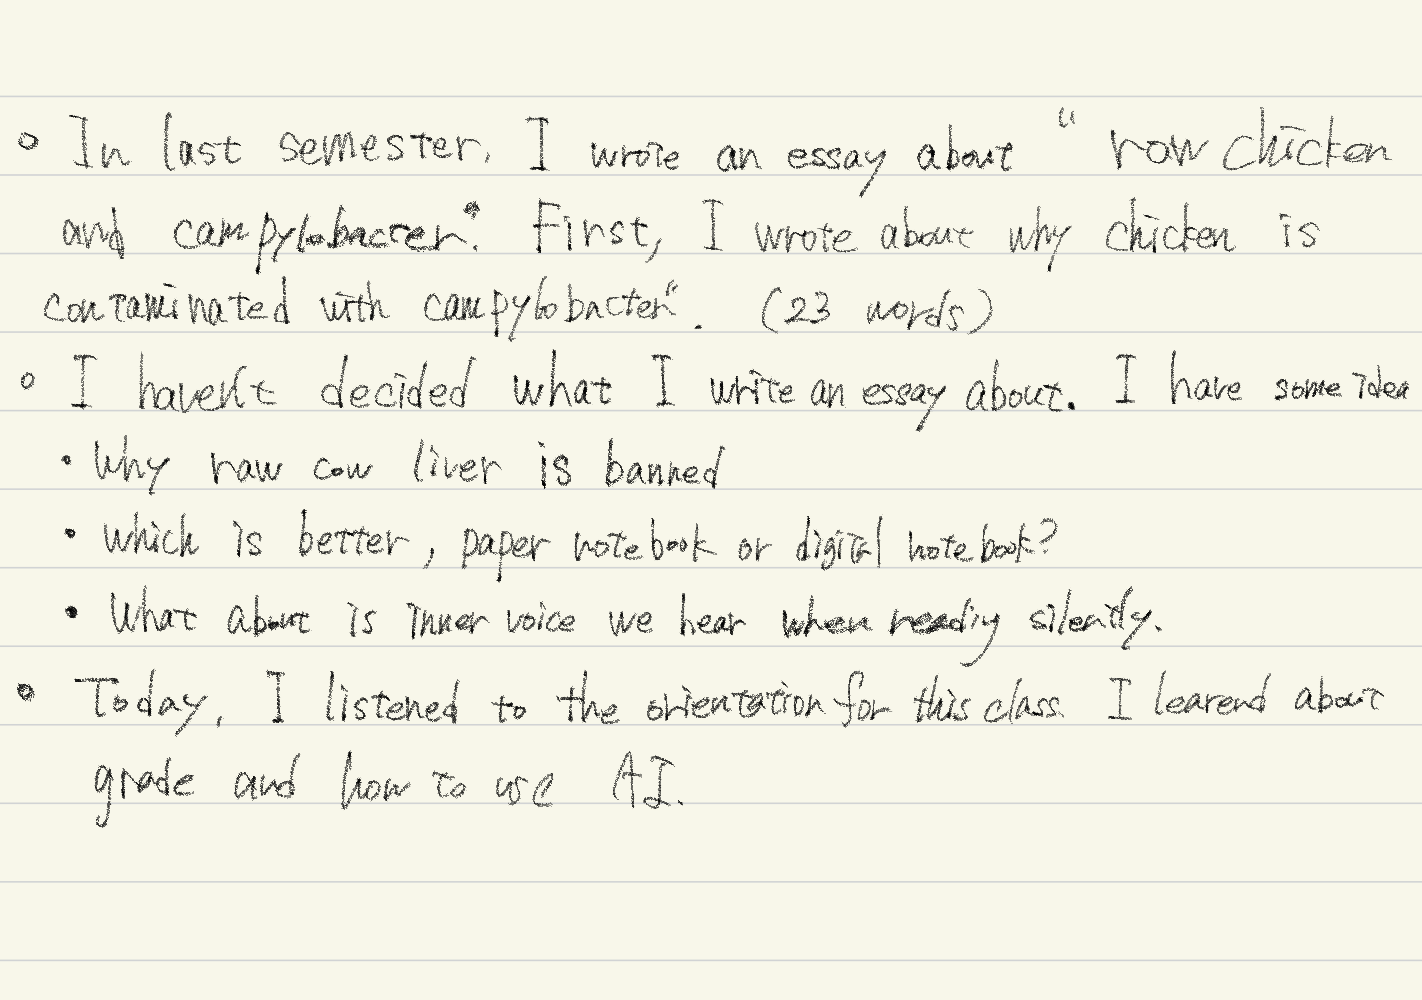 ○ In last semester, I wrote an essay about “row chicken
and campylobacter". First, I wrote about why chicken is
contaminated with campylobacter“. (23 words)
○ I haven't decided what I write an essay about. I have some idea
• Why raw cow liver is banned
• Which is better, paper notebook or digital notebook?
• What about is inner voice we hear when readiy silently.
○ Today, I listened to the orientation for this class. I learend about
grade and how to use AI.